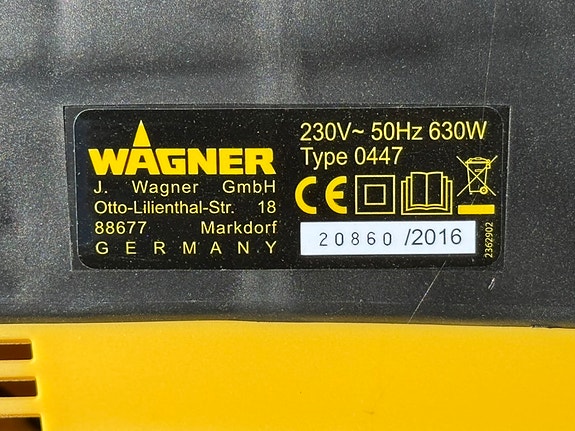 WAGNER
J. Wagner GmbH
Otto-Lilienthal-Str. 18
88677 Markdorf
GERMANY
230V~ 50Hz 630W
Type 0447
CE
20860 /2016
2362902